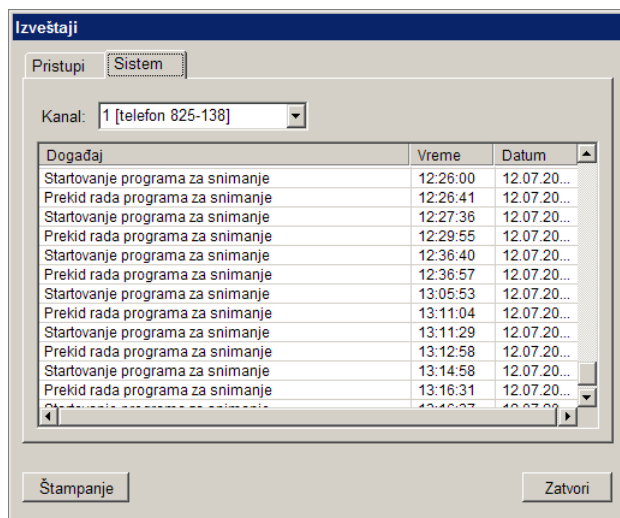 Izveštaji
Pristupi Sistem
Kanal: 1 [telefon 825-138]
Događaj Vreme Datum
Startovanje programa za snimanje 12:26:00 12.07.20...
Prekid rada programa za snimanje 12:26:41 12.07.20...
Startovanje programa za snimanje 12:27:36 12.07.20...
Prekid rada programa za snimanje 12:29:55 12.07.20...
Startovanje programa za snimanje 12:36:40 12.07.20...
Prekid rada programa za snimanje 12:36:57 12.07.20...
Startovanje programa za snimanje 13:05:53 12.07.20...
Prekid rada programa za snimanje 13:11:04 12.07.20...
Startovanje programa za snimanje 13:11:29 12.07.20...
Prekid rada programa za snimanje 13:12:58 12.07.20...
Startovanje programa za snimanje 13:14:58 12.07.20...
Prekid rada programa za snimanje 13:16:31 12.07.20...
Štampanje Zatvori